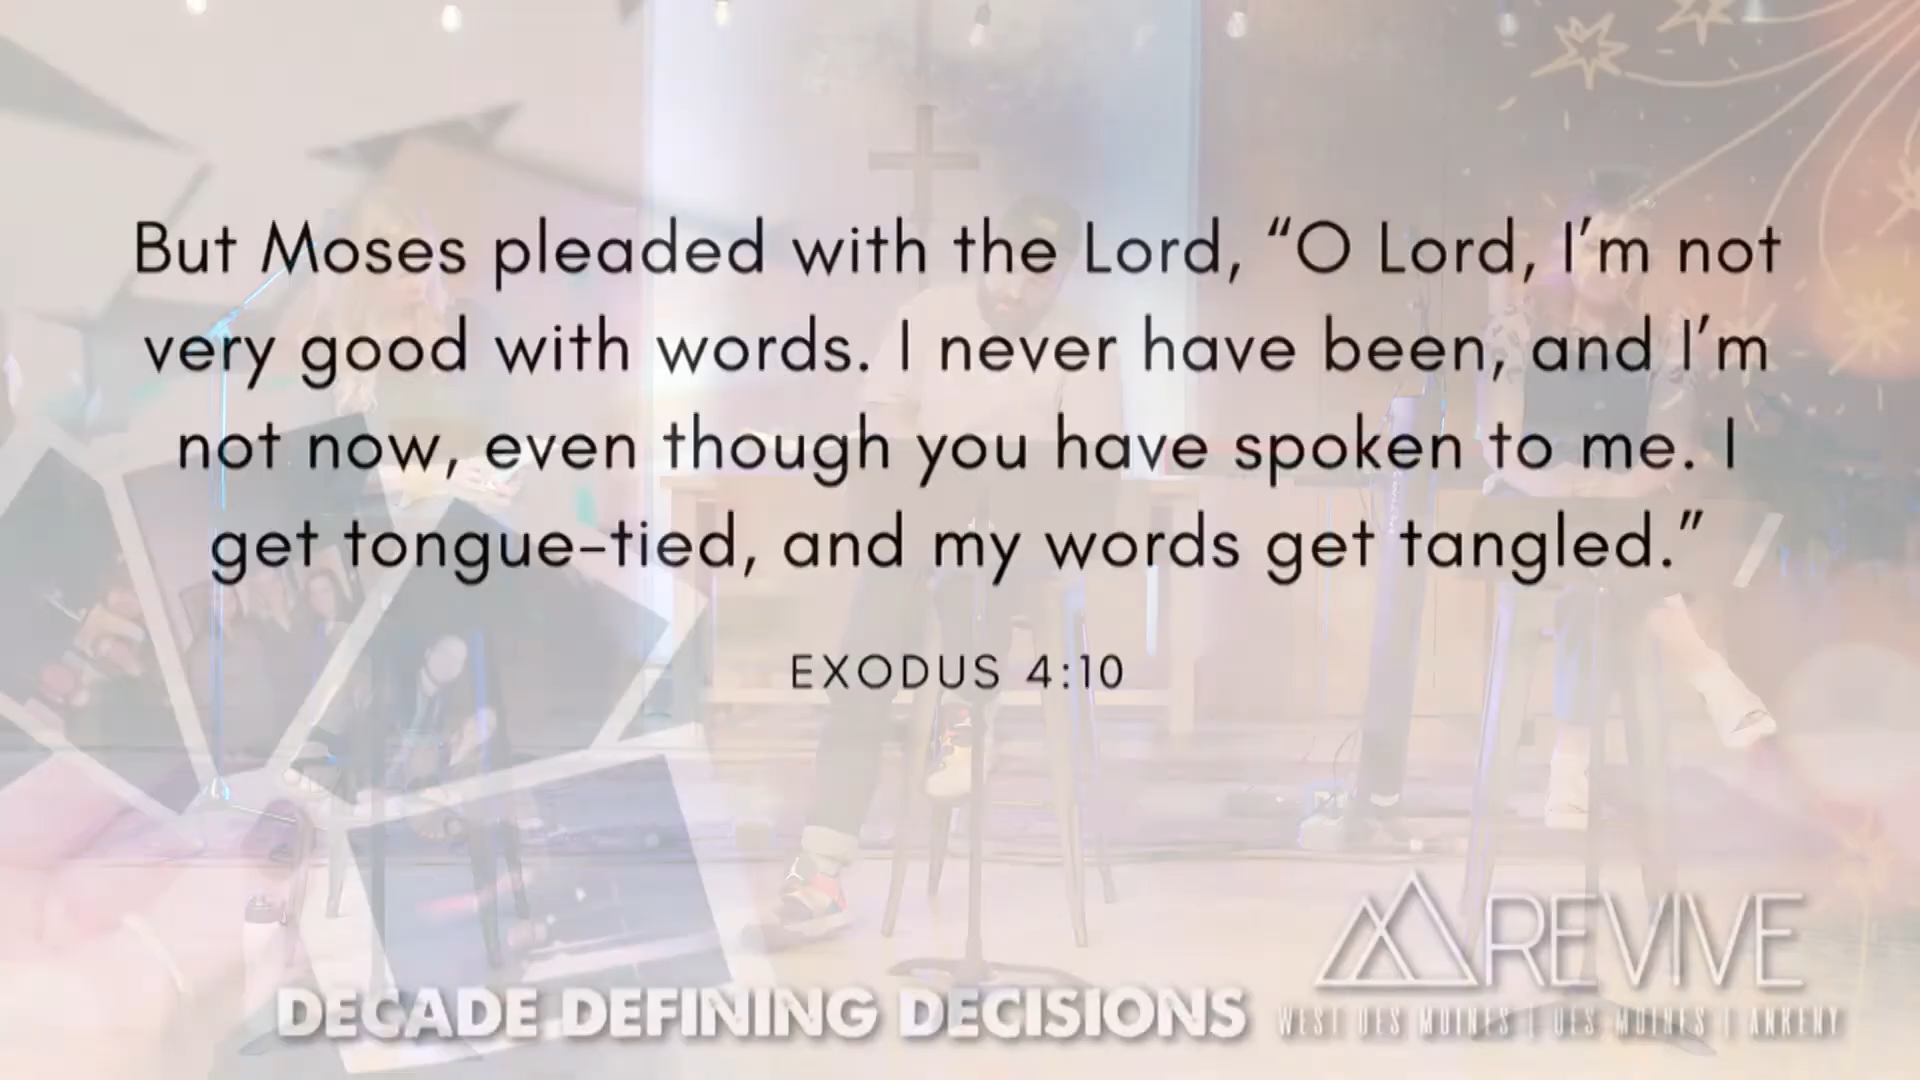 But Moses pleaded with the Lord, “O Lord, I’m not
very good with words. I never have been, and I’m
not now, even though you have spoken to me. I
get tongue-tied, and my words get tangled.”
EXODUS 4:10
REVIVE
DECADE DEFINING DECISIONS
WEST DES MOINES | DES MOINES | ANKENY